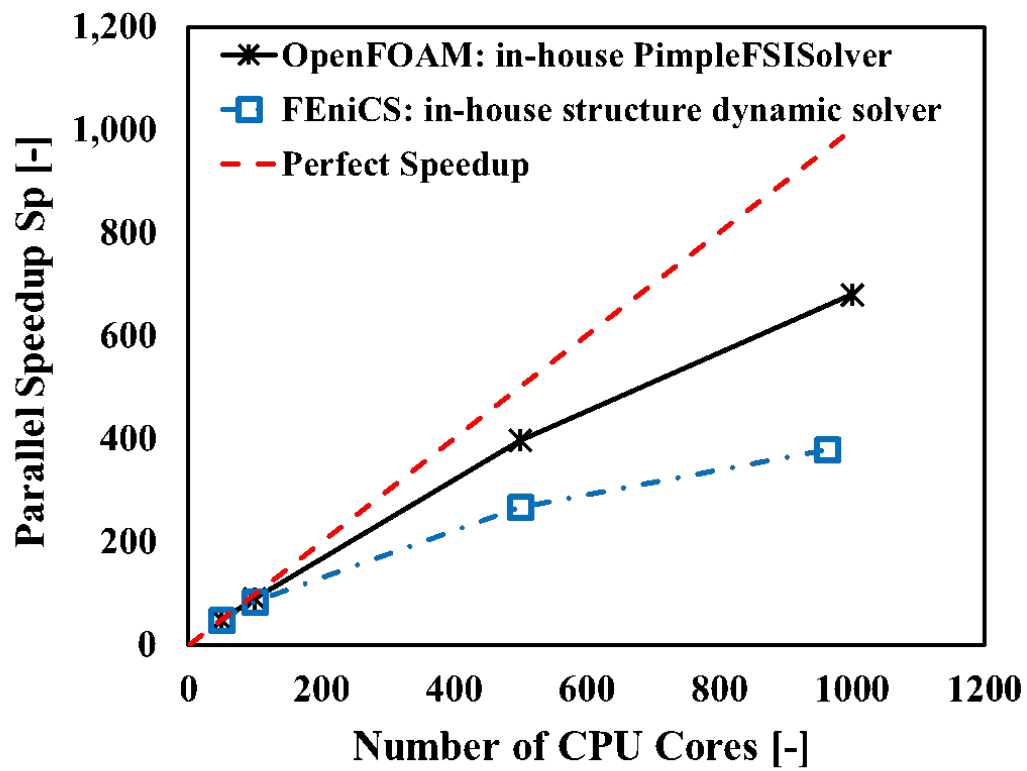 1,200
1,000
800
600
400
200
0
Parallel Speedup Sp [-]
OpenFOAM: in-house PimpleFSISolver
FEniCS: in-house structure dynamic solver
Perfect Speedup
0 200 400 600 800 1000 1200
Number of CPU Cores [-]